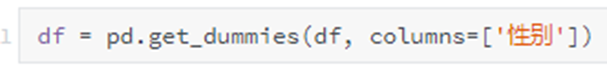 1 df = pd.get_dummies(df, columns=['性别'])